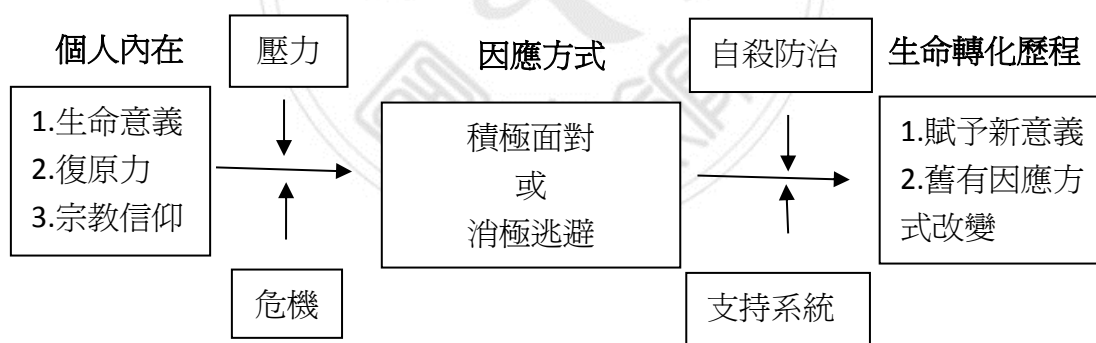 個人內在
壓力
因應方式
自殺防治
生命轉化歷程
1.生命意義
2.復原力
3.宗教信仰
積極面對
或
消極逃避
1.賦予新意義
2.舊有因應方
式改變
危機
支持系統